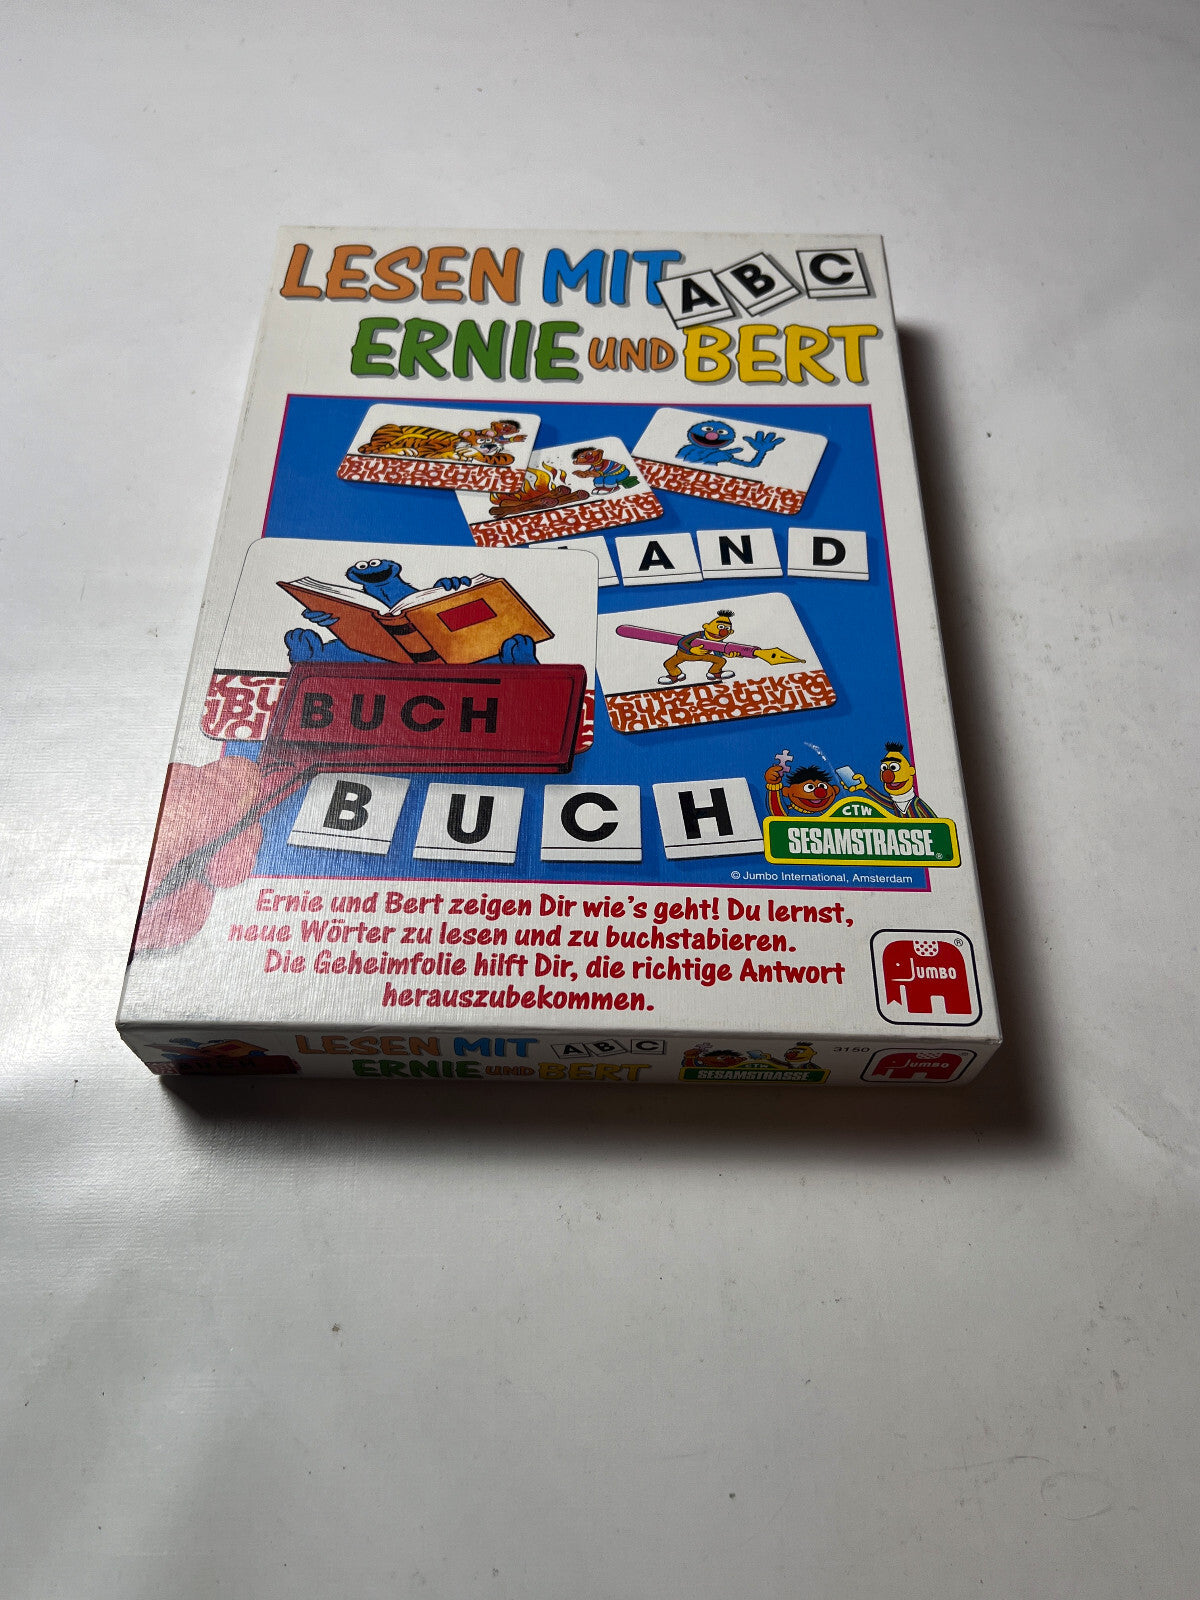 LESEN MIT ABC
ERNIE UND BERT
AND
BUCH
BUCH
CTW
SESAMSTRASSE®
© Jumbo International, Amsterdam
Ernie und Bert zeigen Dir wie's geht! Du lernst,
neue Wörter zu lesen und zu buchstabieren.
Die Geheimfolie hilft Dir, die richtige Antwort
herauszubekommen.
JUMBO ®
BUCH
LESEN MIT ABC
ERNIE UND BERT
CTW
SESAMSTRASSE
3150
JUMBO